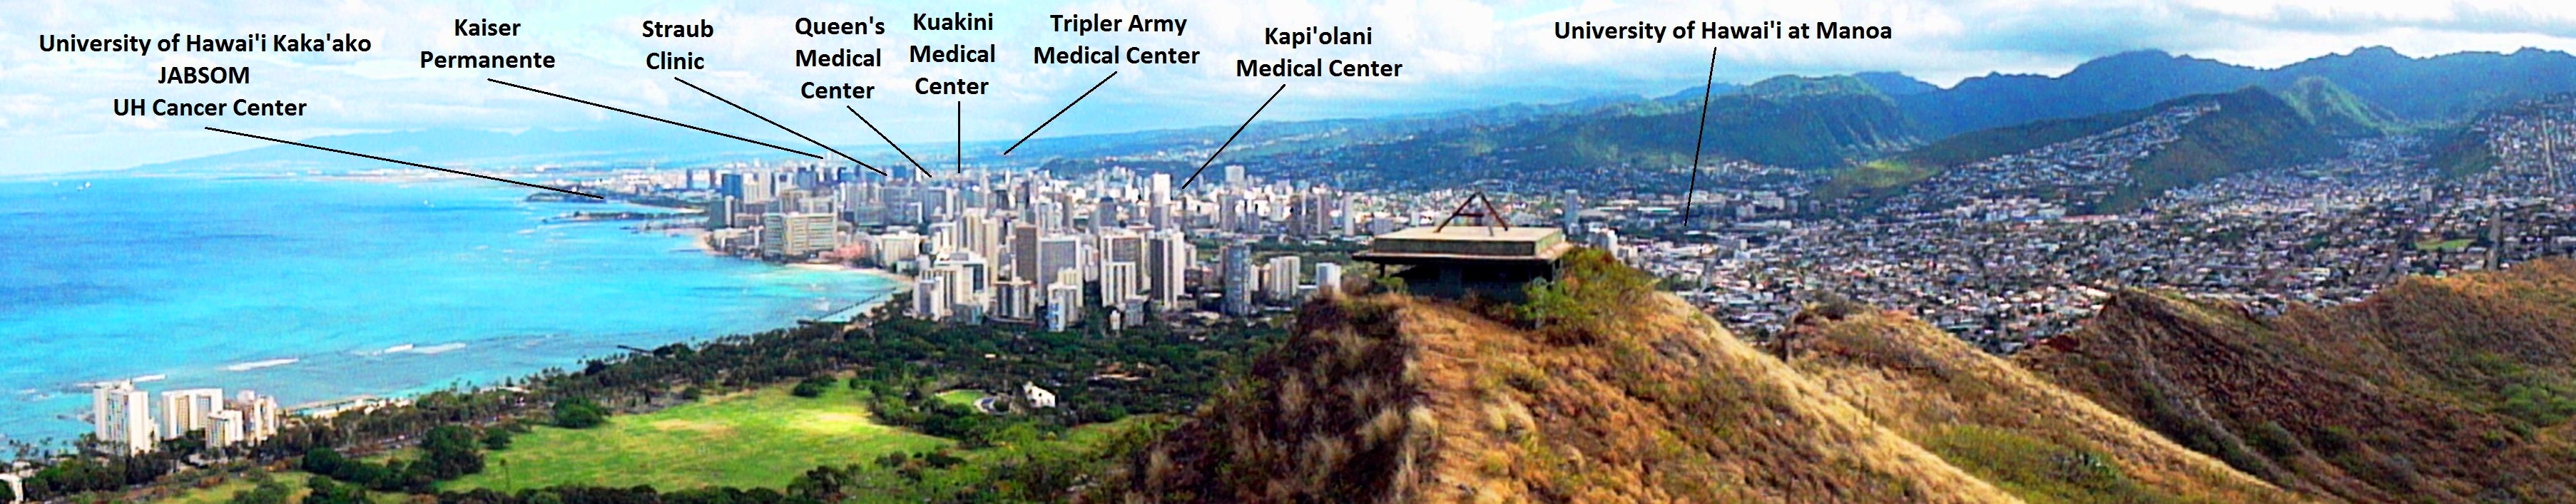 University of Hawai'i Kaka'ako
JABSOM
UH Cancer Center
Kaiser
Permanente
Straub
Clinic
Queen's
Medical
Center
Kuakini
Medical
Center
Tripler Army
Medical Center
Kapi'olani
Medical Center
University of Hawai'i at Manoa